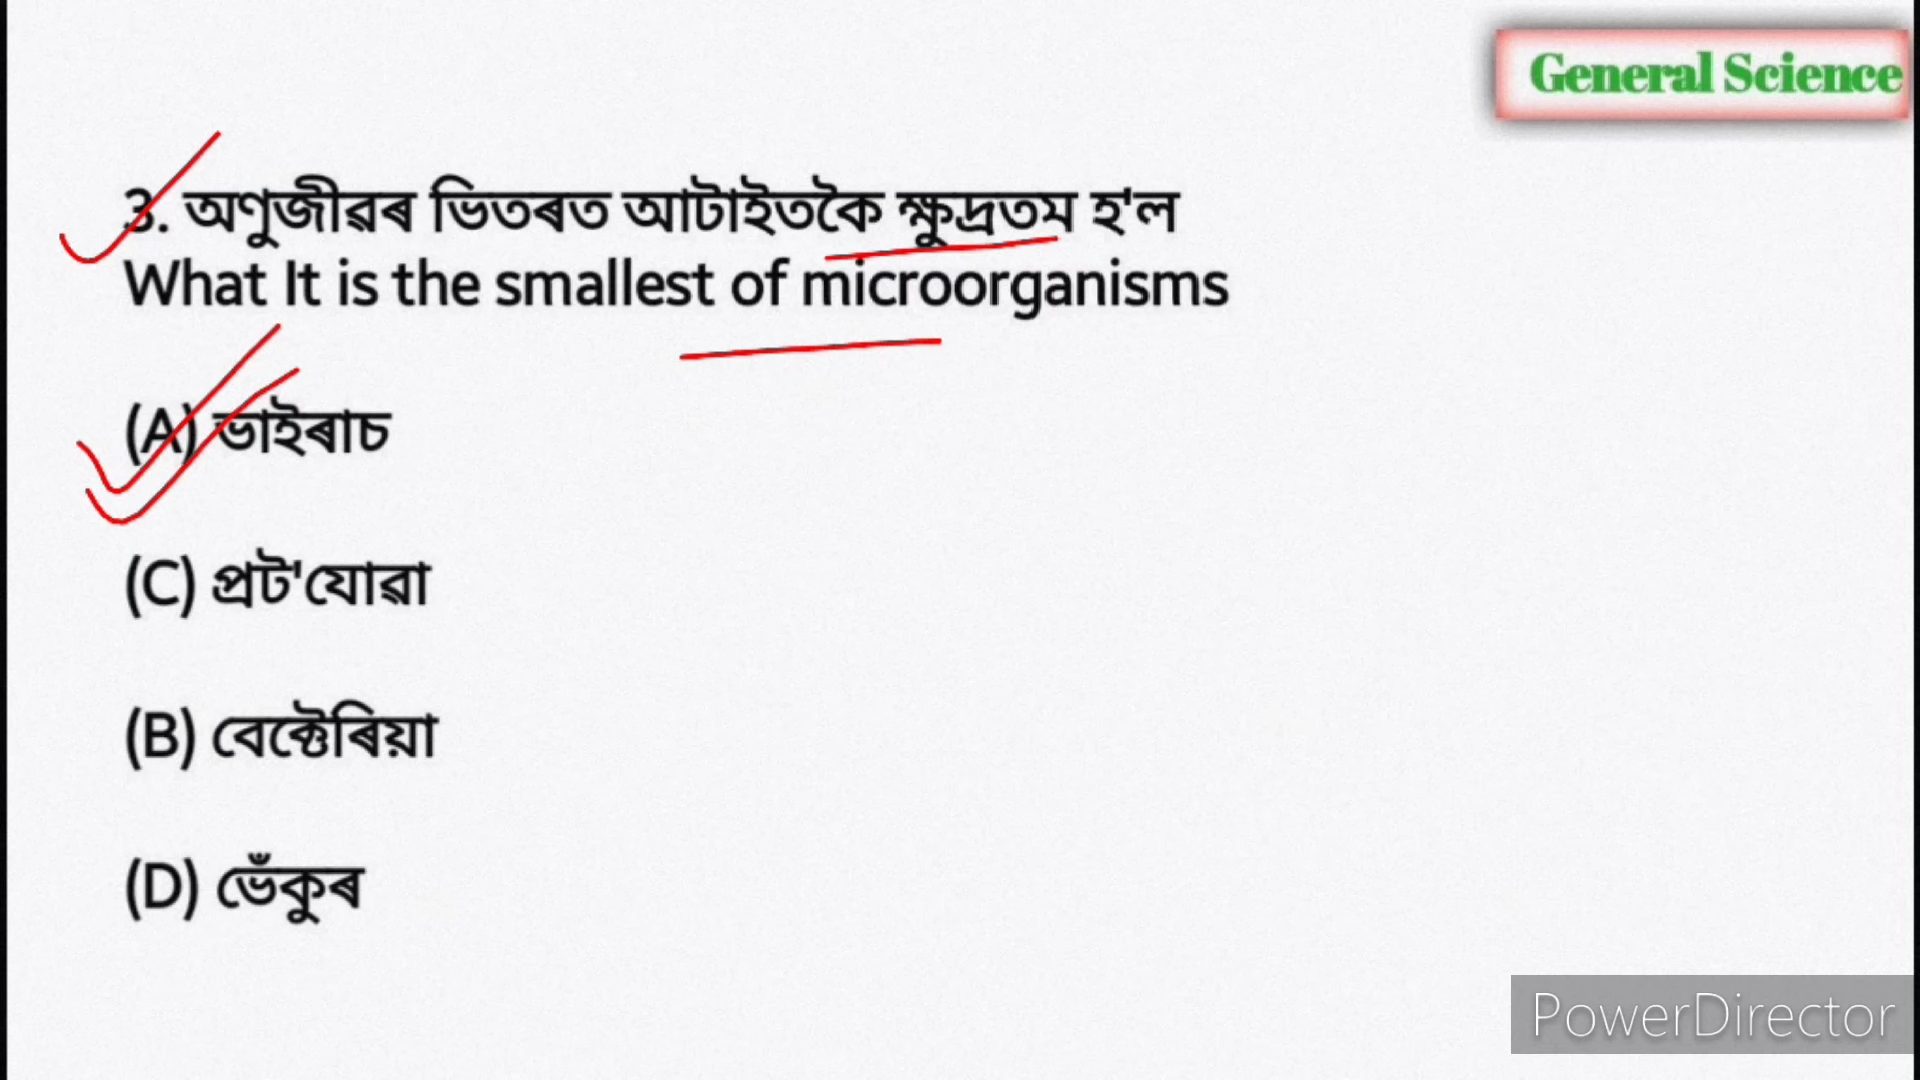 General Science
3. অণুজীৱৰ ভিতৰত আটাইতকৈ ক্ষুদ্ৰতম হ'ল
What It is the smallest of microorganisms
(A) ভাইৰাচ
(C) প্ৰট'যোৱা
(B) বেক্টেৰিয়া
(D) ভেঁকুৰ
PowerDirector